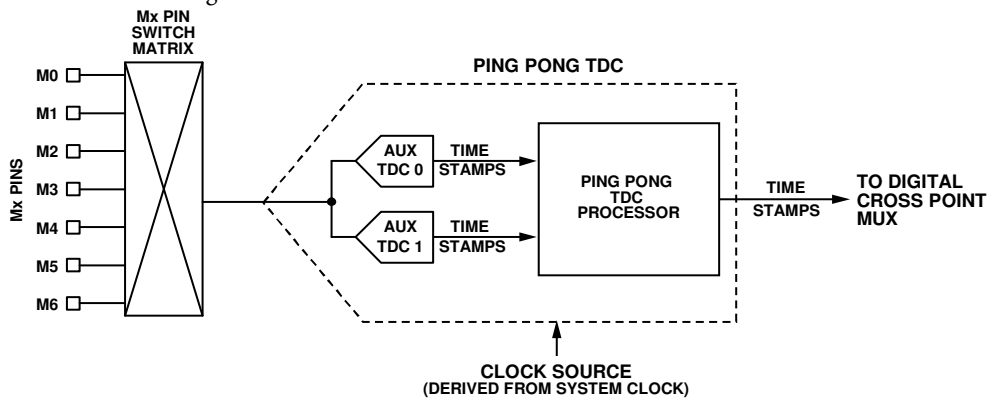 Mx PIN
SWITCH
MATRIX
M0
M1
M2
M3
M4
M5
M6
Mx PINS
PING PONG TDC
AUX
TDC 0
TIME
STAMPS
AUX
TDC 1
TIME
STAMPS
PING PONG
TDC
PROCESSOR
TIME
STAMPS
TO DIGITAL
CROSS POINT
MUX
CLOCK SOURCE
(DERIVED FROM SYSTEM CLOCK)